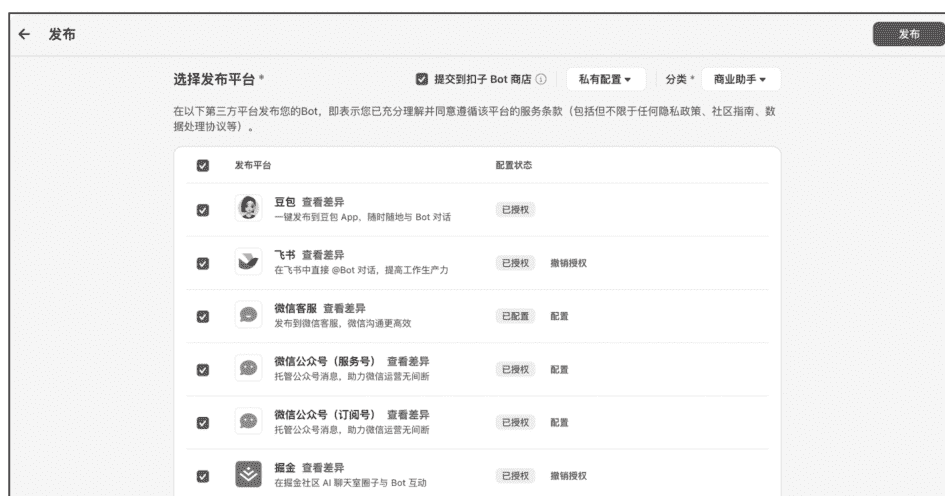 ← 发布 发布
选择发布平台 * 提交到扣子 Bot 商店 私有配置 分类 * 商业助手
在以下第三方平台发布您的Bot，即表示您已充分理解并同意遵循该平台的服务条款（包括但不限于任何隐私政策、社区指南、数
据处理协议等）。
发布平台 配置状态
豆包 查看差异
一键发布到豆包 App，随时随地与 Bot 对话
已授权
飞书 查看差异
在飞书中直接 @Bot 对话，提高工作生产力
已授权 撤销授权
微信客服 查看差异
发布到微信客服，微信沟通更高效
已配置 配置
微信公众号（服务号） 查看差异
托管公众号消息，助力微信运营无间断
已授权 配置
微信公众号（订阅号） 查看差异
托管公众号消息，助力微信运营无间断
已授权 配置
掘金 查看差异
在掘金社区 AI 聊天室圈子与 Bot 互动
已授权 撤销授权